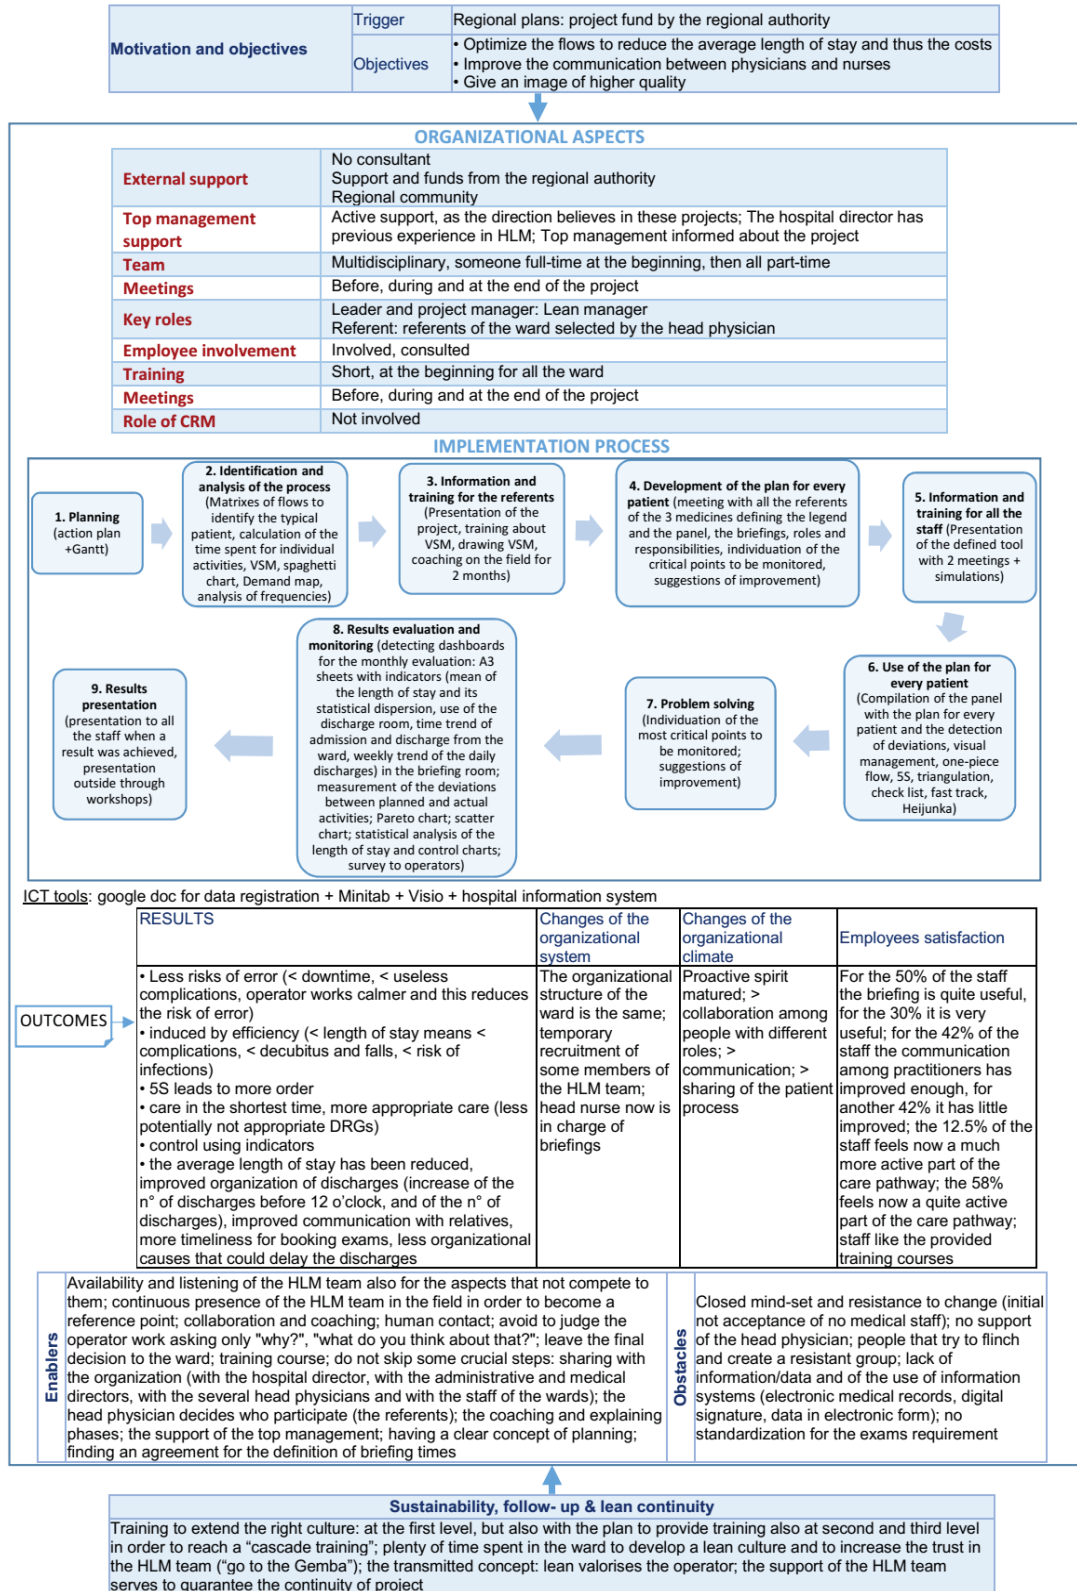 Motivation and objectives
Trigger
Regional plans: project fund by the regional authority
Objectives
• Optimize the flows to reduce the average length of stay and thus the costs
• Improve the communication between physicians and nurses
• Give an image of higher quality
ORGANIZATIONAL ASPECTS
External support
No consultant
Support and funds from the regional authority
Regional community
Top management
support
Active support, as the direction believes in these projects; The hospital director has
previous experience in HLM; Top management informed about the project
Team
Multidisciplinary, someone full-time at the beginning, then all part-time
Meetings
Before, during and at the end of the project
Key roles
Leader and project manager: Lean manager
Referent: referents of the ward selected by the head physician
Employee involvement
Involved, consulted
Training
Short, at the beginning for all the ward
Meetings
Before, during and at the end of the project
Role of CRM
Not involved
IMPLEMENTATION PROCESS
1. Planning
(action plan
+Gantt)
2. Identification and
analysis of the process
(Matrixes of flows to
identify the typical
patient, calculation of the
time spent for individual
activities, VSM, spaghetti
chart, Demand map,
analysis of frequencies)
3. Information and
training for the referents
(Presentation of the
project, training about
VSM, drawing VSM,
coaching on the field for
2 months)
4. Development of the plan for every
patient (meeting with all the referents
of the 3 medicines defining the legend
and the panel, the briefings, roles and
responsibilities, individuation of the
critical points to be monitored,
suggestions of improvement)
5. Information and
training for all the
staff (Presentation
of the defined tool
with 2 meetings +
simulations)
6. Use of the plan for
every patient
(Compilation of the panel
with the plan for every
patient and the detection
of deviations, visual
management, one-piece
flow, 5S, triangulation,
check list, fast track,
Heijunka)
7. Problem solving
(Individuation of the
most critical points to
be monitored;
suggestions of
improvement)
8. Results evaluation and
monitoring (detecting dashboards
for the monthly evaluation: A3
sheets with indicators (mean of
the length of stay and its
statistical dispersion, use of the
discharge room, time trend of
admission and discharge from the
ward, weekly trend of the daily
discharges) in the briefing room;
measurement of the deviations
between planned and actual
activities; Pareto chart; scatter
chart; statistical analysis of the
length of stay and control charts;
survey to operators)
9. Results
presentation
(presentation to all
the staff when a
result was achieved,
presentation
outside through
workshops)
ICT tools: google doc for data registration + Minitab + Visio + hospital information system
OUTCOMES
RESULTS
• Less risks of error (< downtime, < useless
complications, operator works calmer and this reduces
the risk of error)
• induced by efficiency (< length of stay means <
complications, < decubitus and falls, < risk of
infections)
• 5S leads to more order
• care in the shortest time, more appropriate care (less
potentially not appropriate DRGs)
• control using indicators
• the average length of stay has been reduced,
improved organization of discharges (increase of the
n° of discharges before 12 o'clock, and of the n° of
discharges), improved communication with relatives,
more timeliness for booking exams, less organizational
causes that could delay the discharges
Changes of the
organizational
system
The organizational
structure of the
ward is the same;
temporary
recruitment of
some members of
the HLM team;
head nurse now is
in charge of
briefings
Changes of the
organizational
climate
Proactive spirit
matured; >
collaboration among
people with different
roles; >
communication; >
sharing of the patient
process
Employees satisfaction
For the 50% of the staff
the briefing is quite useful,
for the 30% it is very
useful; for the 42% of the
staff the communication
among practitioners has
improved enough, for
another 42% it has little
improved; the 12.5% of the
staff feels now a much
more active part of the
care pathway; the 58%
feels now a quite active
part of the care pathway;
staff like the provided
training courses
Enablers
Availability and listening of the HLM team also for the aspects that not compete to
them; continuous presence of the HLM team in the field in order to become a
reference point; collaboration and coaching; human contact; avoid to judge the
operator work asking only "why?", "what do you think about that?"; leave the final
decision to the ward; training course; do not skip some crucial steps: sharing with
the organization (with the hospital director, with the administrative and medical
directors, with the several head physicians and with the staff of the wards); the
head physician decides who participate (the referents); the coaching and explaining
phases; the support of the top management; having a clear concept of planning;
finding an agreement for the definition of briefing times
Obstacles
Closed mind-set and resistance to change (initial
not acceptance of no medical staff); no support
of the head physician; people that try to flinch
and create a resistant group; lack of
information/data and of the use of information
systems (electronic medical records, digital
signature, data in electronic form); no
standardization for the exams requirement
Sustainability, follow- up & lean continuity
Training to extend the right culture: at the first level, but also with the plan to provide training also at second and third level
in order to reach a "cascade training"; plenty of time spent in the ward to develop a lean culture and to increase the trust in
the HLM team ("go to the Gemba"); the transmitted concept: lean valorises the operator; the support of the HLM team
serves to guarantee the continuity of project